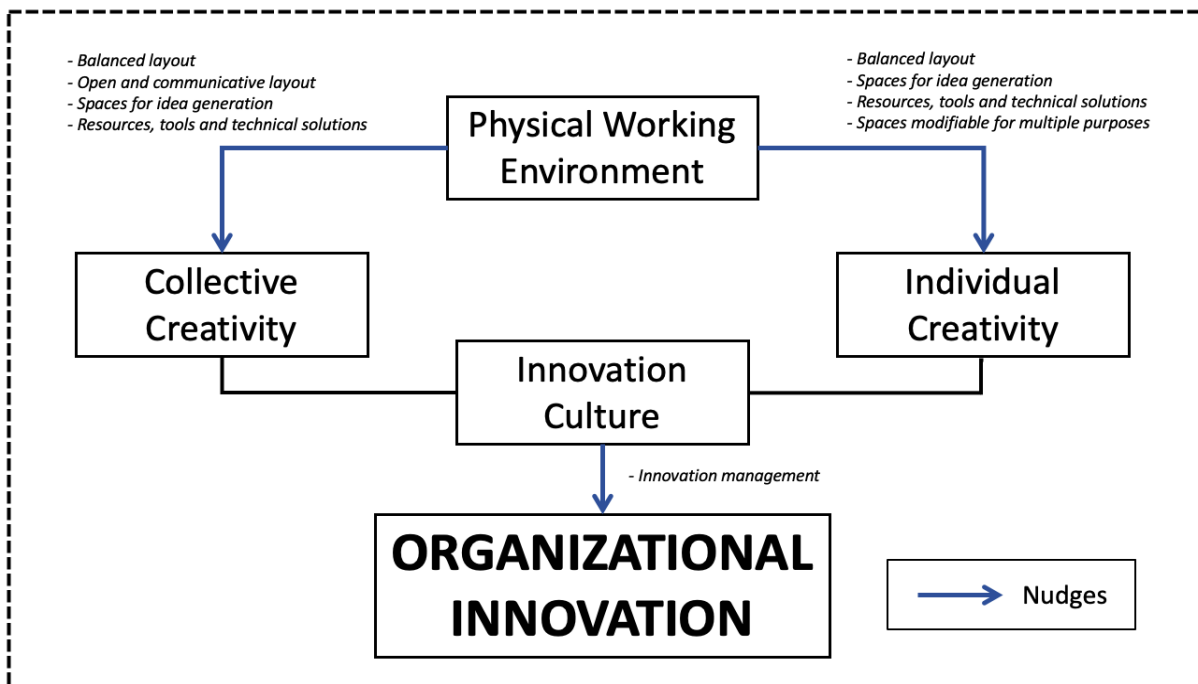 - Balanced layout
- Open and communicative layout
- Spaces for idea generation
- Resources, tools and technical solutions
- Balanced layout
- Spaces for idea generation
- Resources, tools and technical solutions
- Spaces modifiable for multiple purposes
Physical Working
Environment
Collective
Creativity
Individual
Creativity
Innovation
Culture
- Innovation management
ORGANIZATIONAL
INNOVATION
Nudges